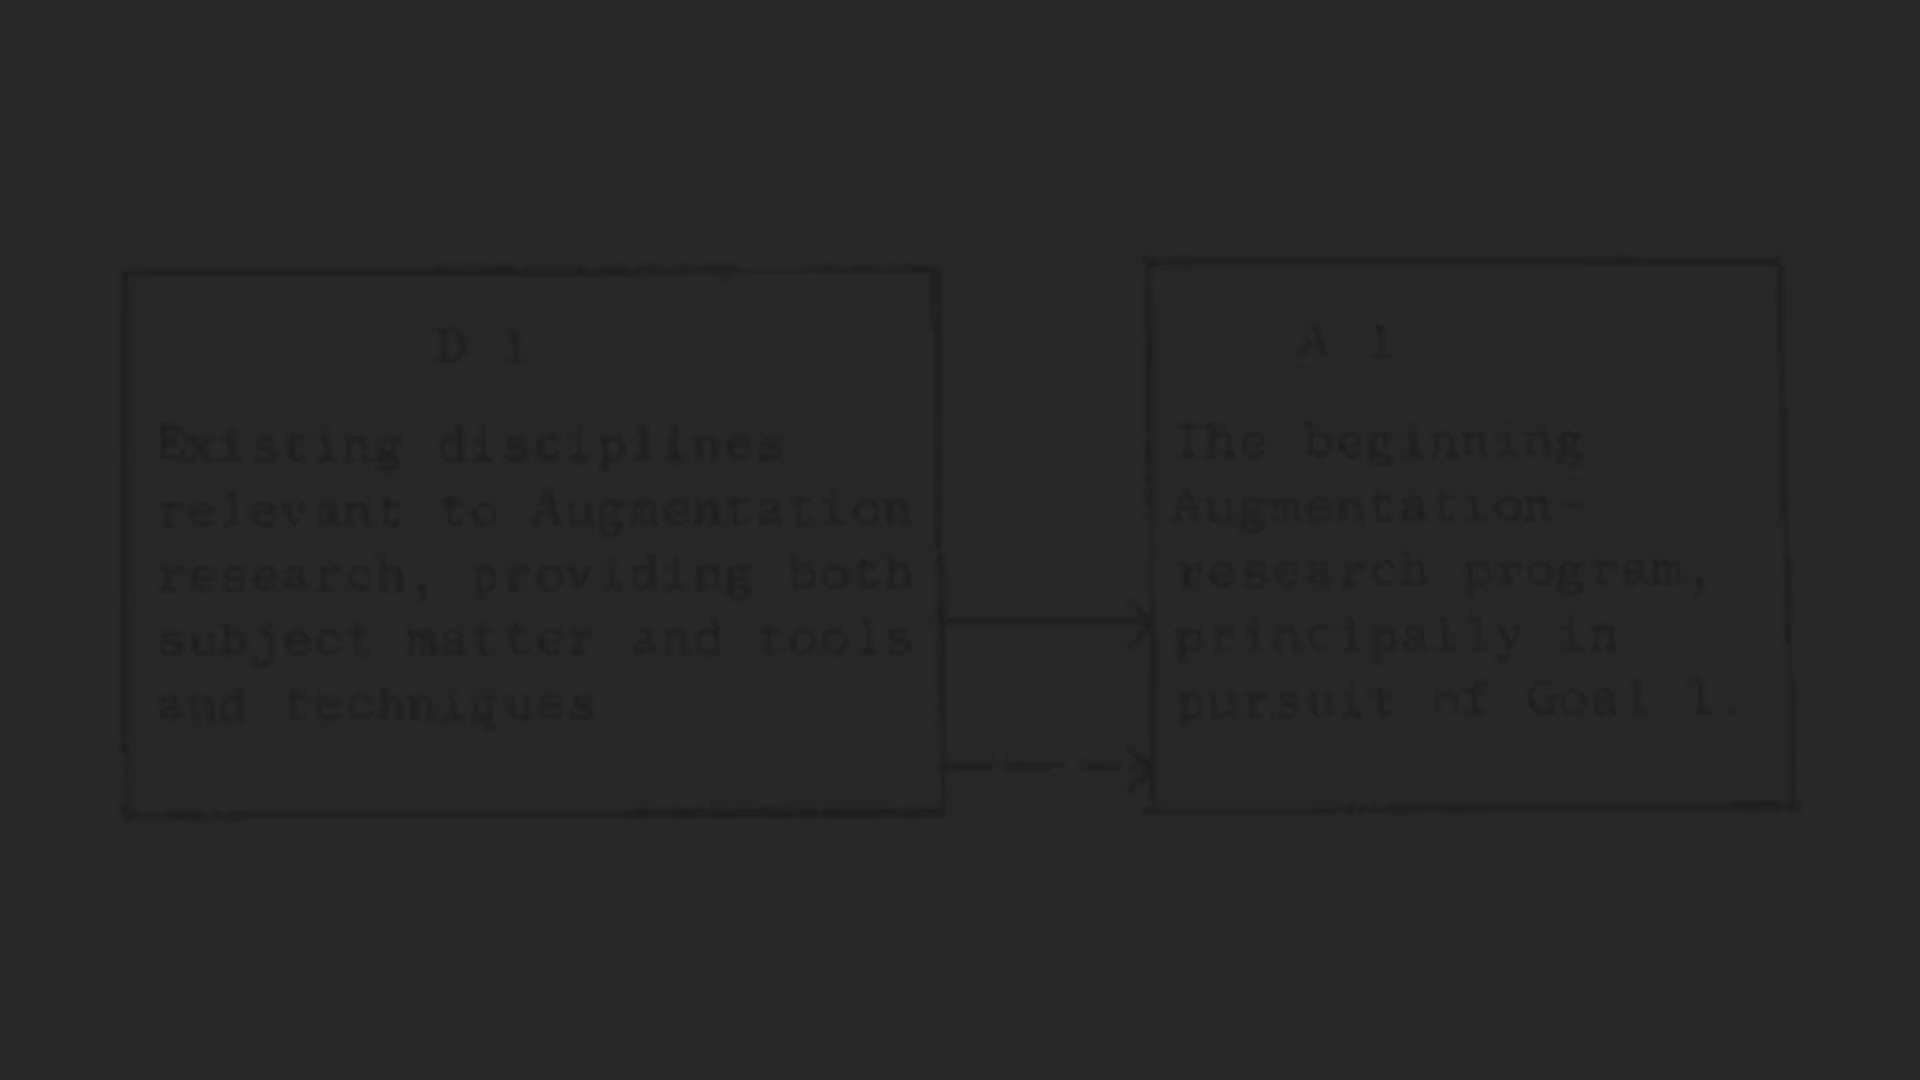 D 1
Existing disciplines
relevant to Augmentation
research, providing both
subject matter and tools
and techniques
A 1
The beginning
Augmentation-
research program,
principally in
pursuit of Goal 1.